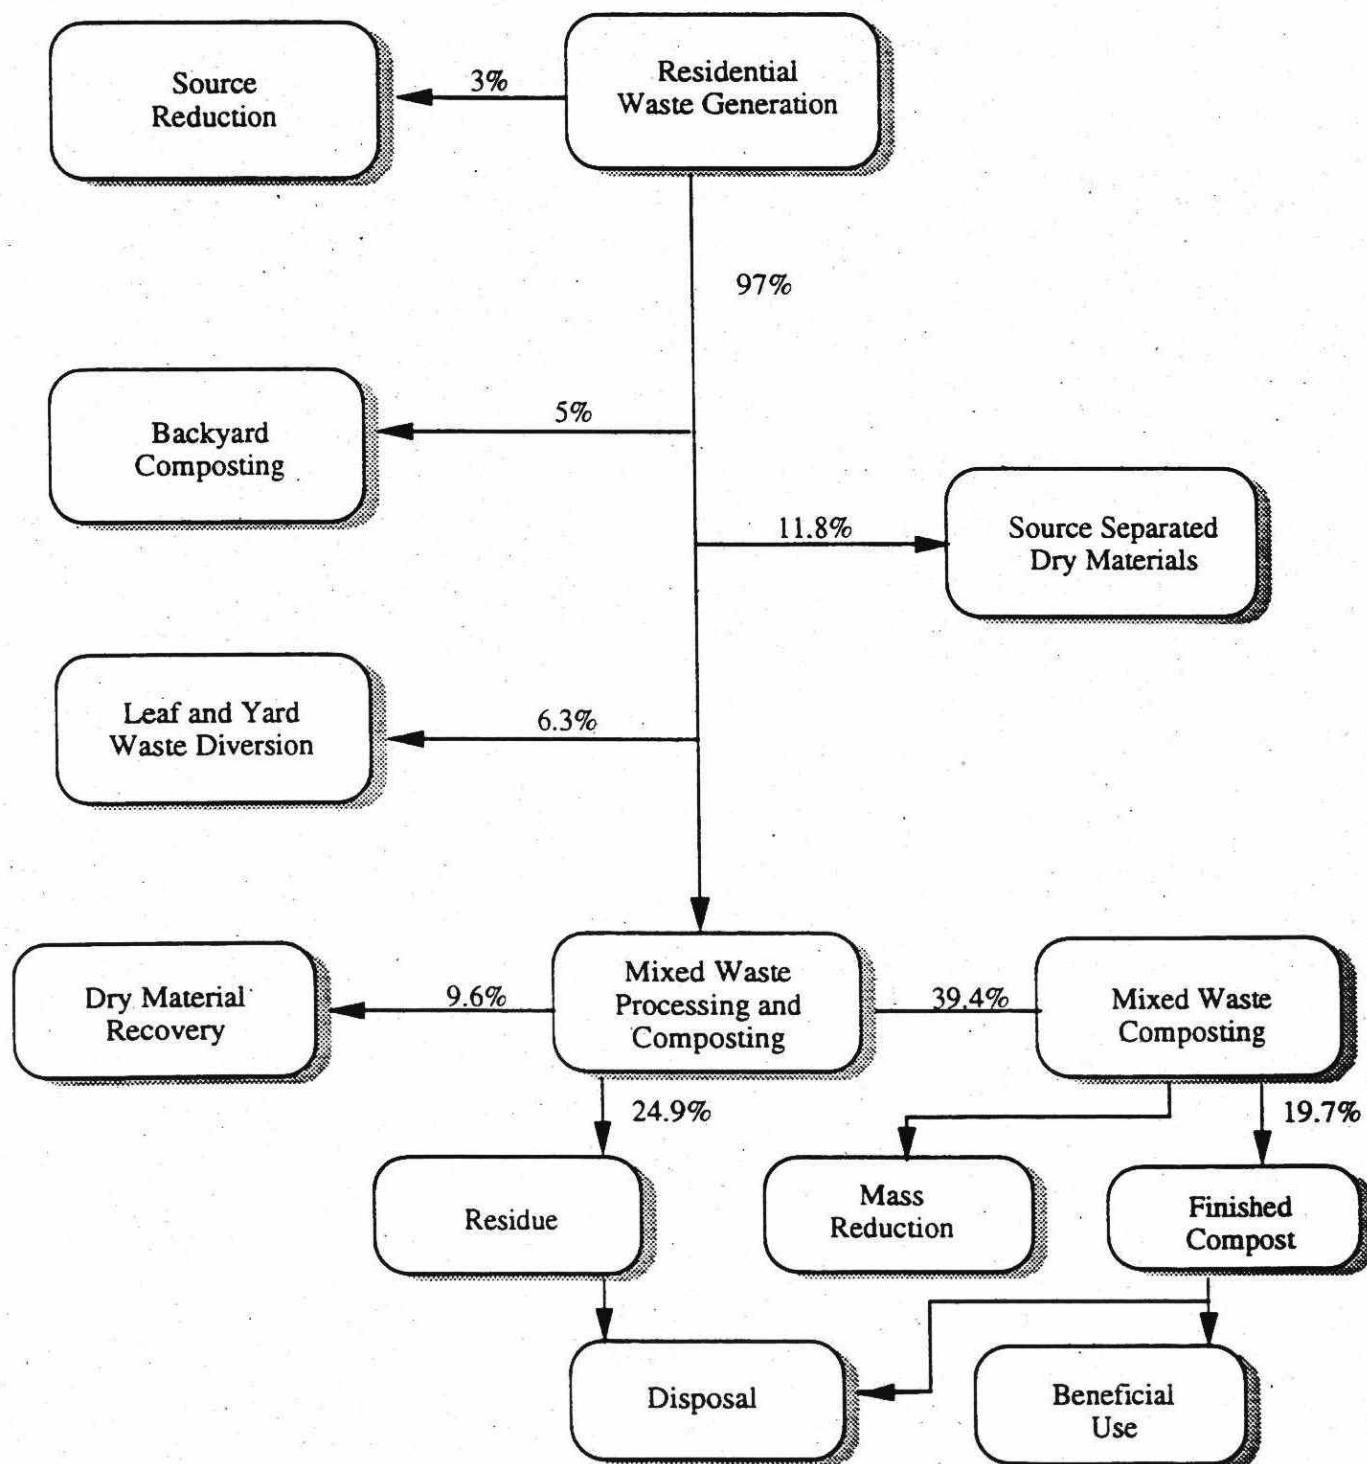 Source
Reduction
3%
Residential
Waste Generation
97%
Backyard
Composting
5%
11.8%
Source Separated
Dry Materials
Leaf and Yard
Waste Diversion
6.3%
Dry Material
Recovery
9.6%
Mixed Waste
Processing and
Composting
39.4%
Mixed Waste
Composting
24.9%
19.7%
Residue
Mass
Reduction
Finished
Compost
Disposal
Beneficial
Use